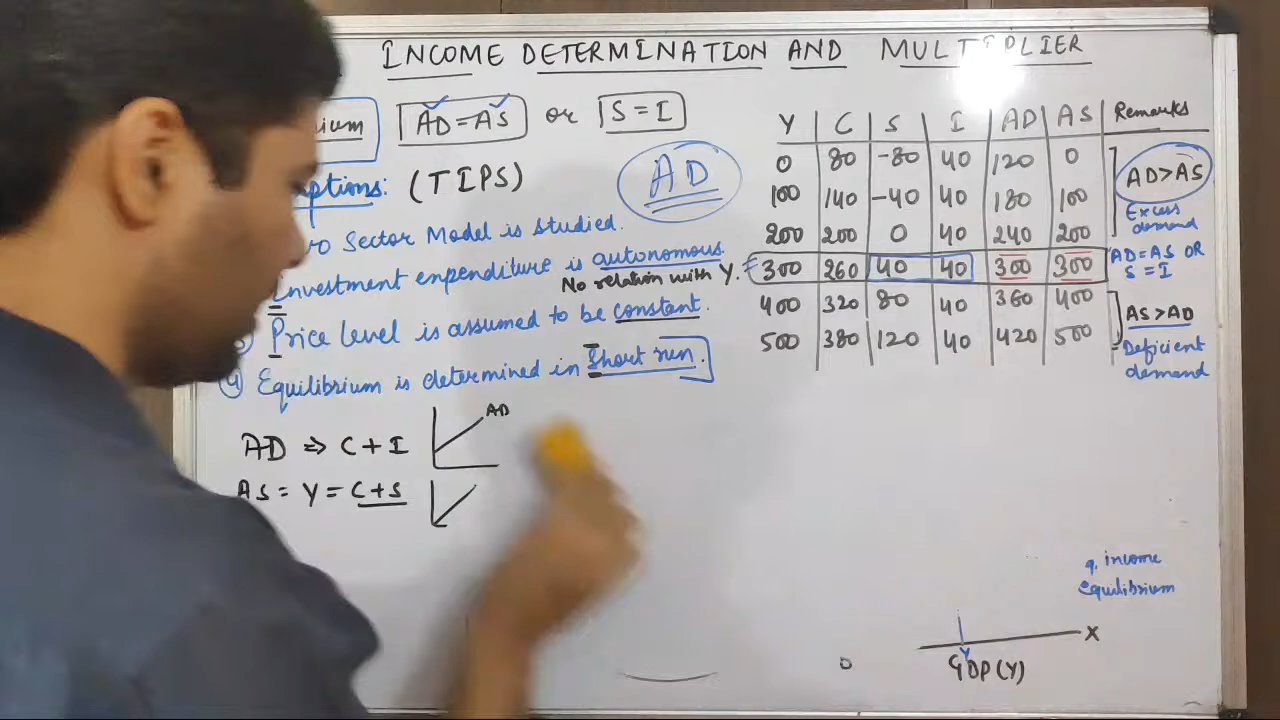 INCOME DETERMINATION AND MULTIPLIER
ium
AD=AS or S=I
ptions: (TIPS)
AD
o Sector Model is studied.
Investment enpenditure is autonomous.
No relation with Y.
Price level is assumed to be constant.
4) Equilibrium is determined in Short run.
AD ⇒ C + I
AD
AS = Y = C+S
Y C S I AD AS Remarks
0 80 -80 40 120 0
100 140 -40 40 180 100
200 200 0 40 240 200
300 260 40 40 300 300
400 320 80 40 360 400
500 380 120 40 420 500
AD>AS
Excess
demand
AD=AS OR
S=I
AS>AD
Deficient
demand
q. income
equilibrium
X
Y
GDP(Y)
0